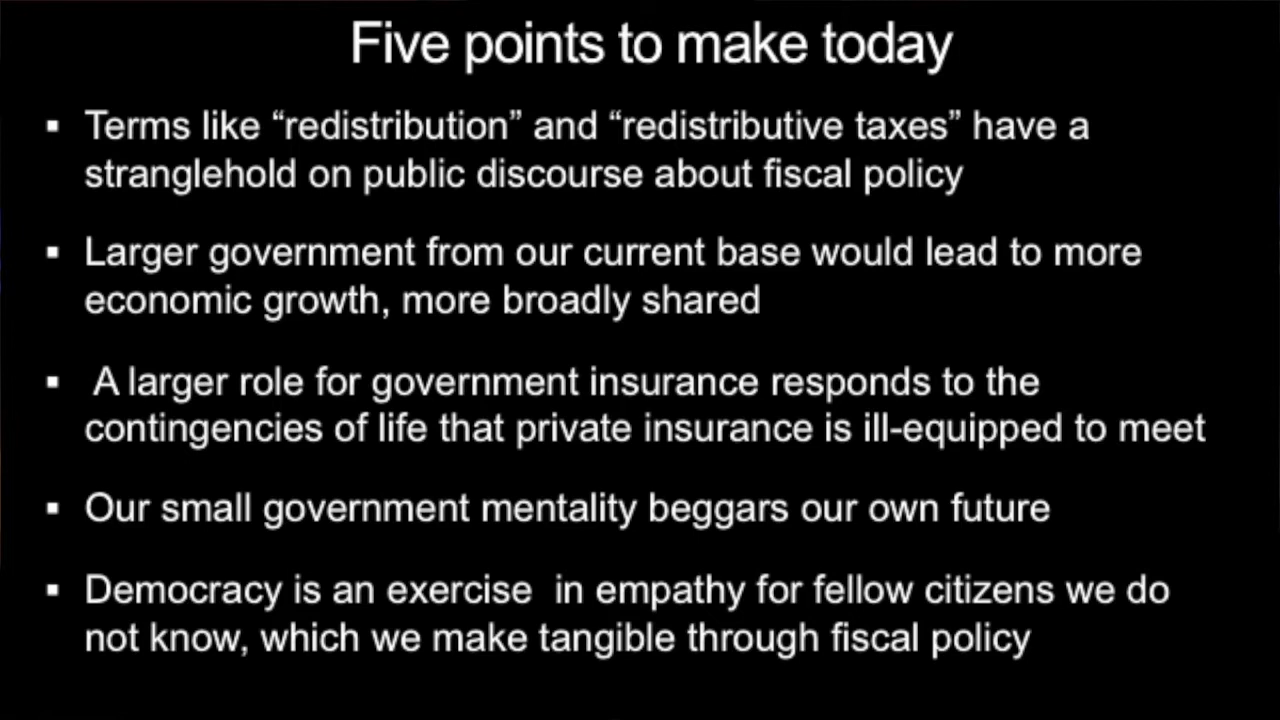 Five points to make today
▪ Terms like “redistribution” and “redistributive taxes” have a
stranglehold on public discourse about fiscal policy
▪ Larger government from our current base would lead to more
economic growth, more broadly shared
▪ A larger role for government insurance responds to the
contingencies of life that private insurance is ill-equipped to meet
▪ Our small government mentality beggars our own future
▪ Democracy is an exercise  in empathy for fellow citizens we do
not know, which we make tangible through fiscal policy